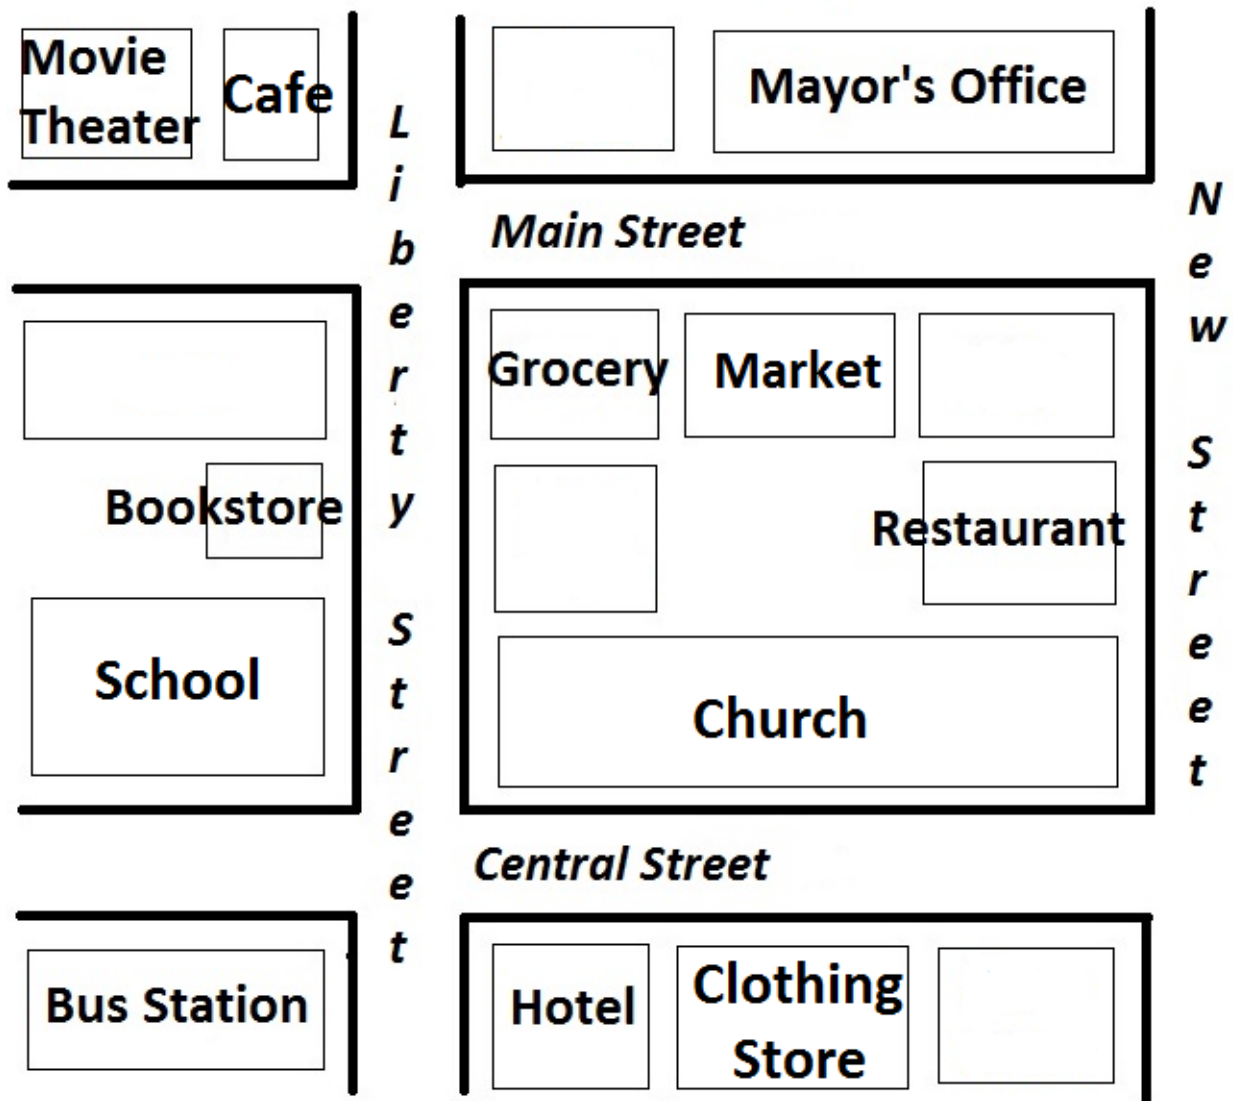 Movie
Theater
Cafe
Mayor's Office
Liberty Street
Main Street
New Street
Grocery
Market
Bookstore
Restaurant
School
Church
Central Street
Bus Station
Hotel
Clothing
Store